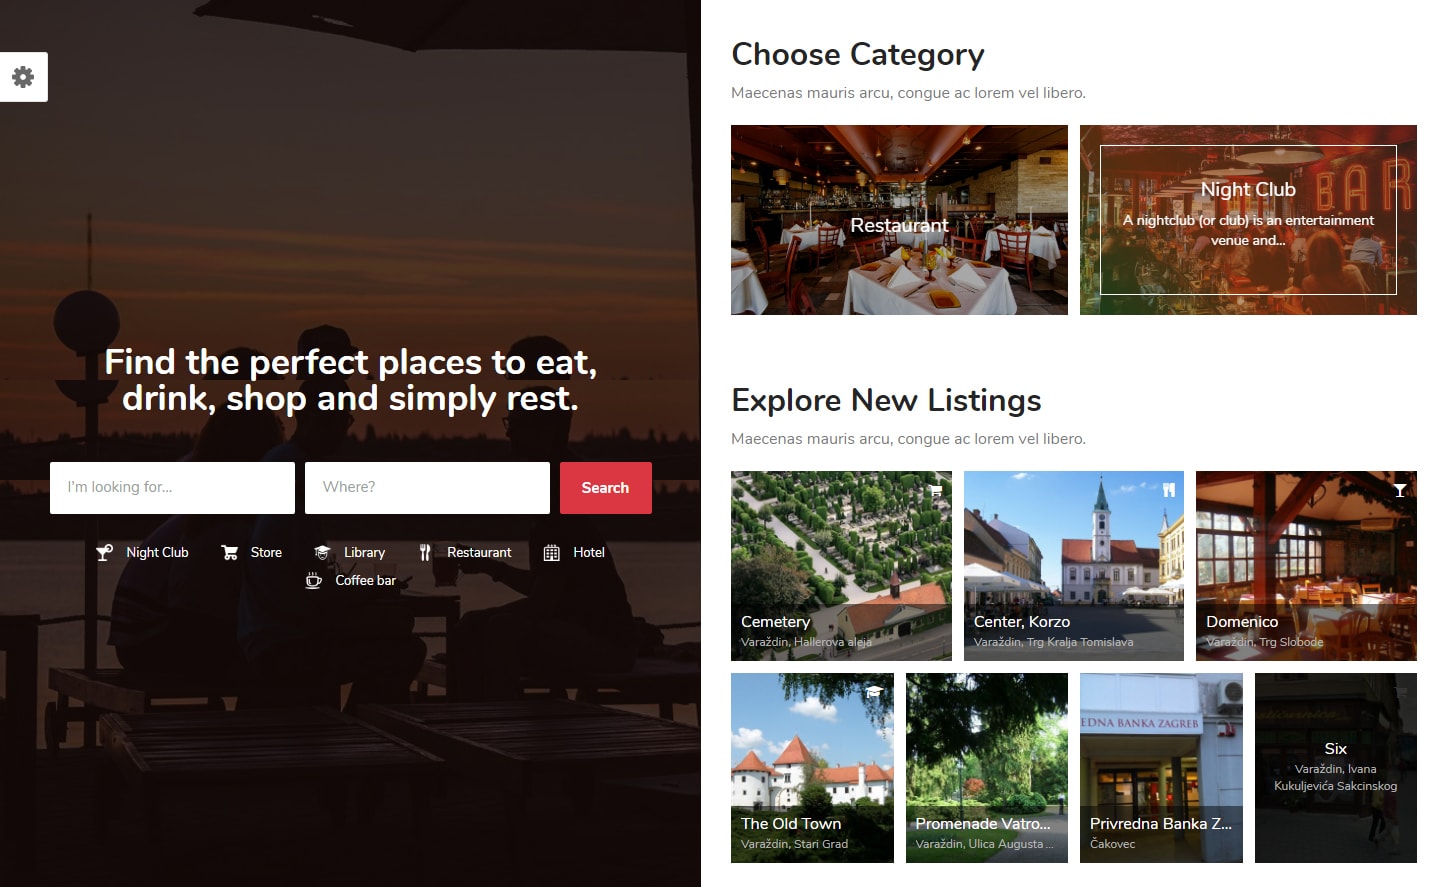 Find the perfect places to eat,
drink, shop and simply rest.
I'm looking for...
Where?
Search
Night Club
Store
Library
Restaurant
Hotel
Coffee bar
Choose Category
Maecenas mauris arcu, congue ac lorem vel libero.
Restaurant
Night Club
A nightclub (or club) is an entertainment
venue and...
BAR
Explore New Listings
Maecenas mauris arcu, congue ac lorem vel libero.
Cemetery
Varaždin, Hallerova aleja
Center, Korzo
Varaždin, Trg Kralja Tomislava
Domenico
Varaždin, Trg Slobode
The Old Town
Varaždin, Stari Grad
Promenade Vatro...
Varaždin, Ulica Augusta ...
EDNA BANKA ZAGREB
Privredna Banka Z...
Čakovec
Six
Varaždin, Ivana
Kukuljevića Sakcinskog